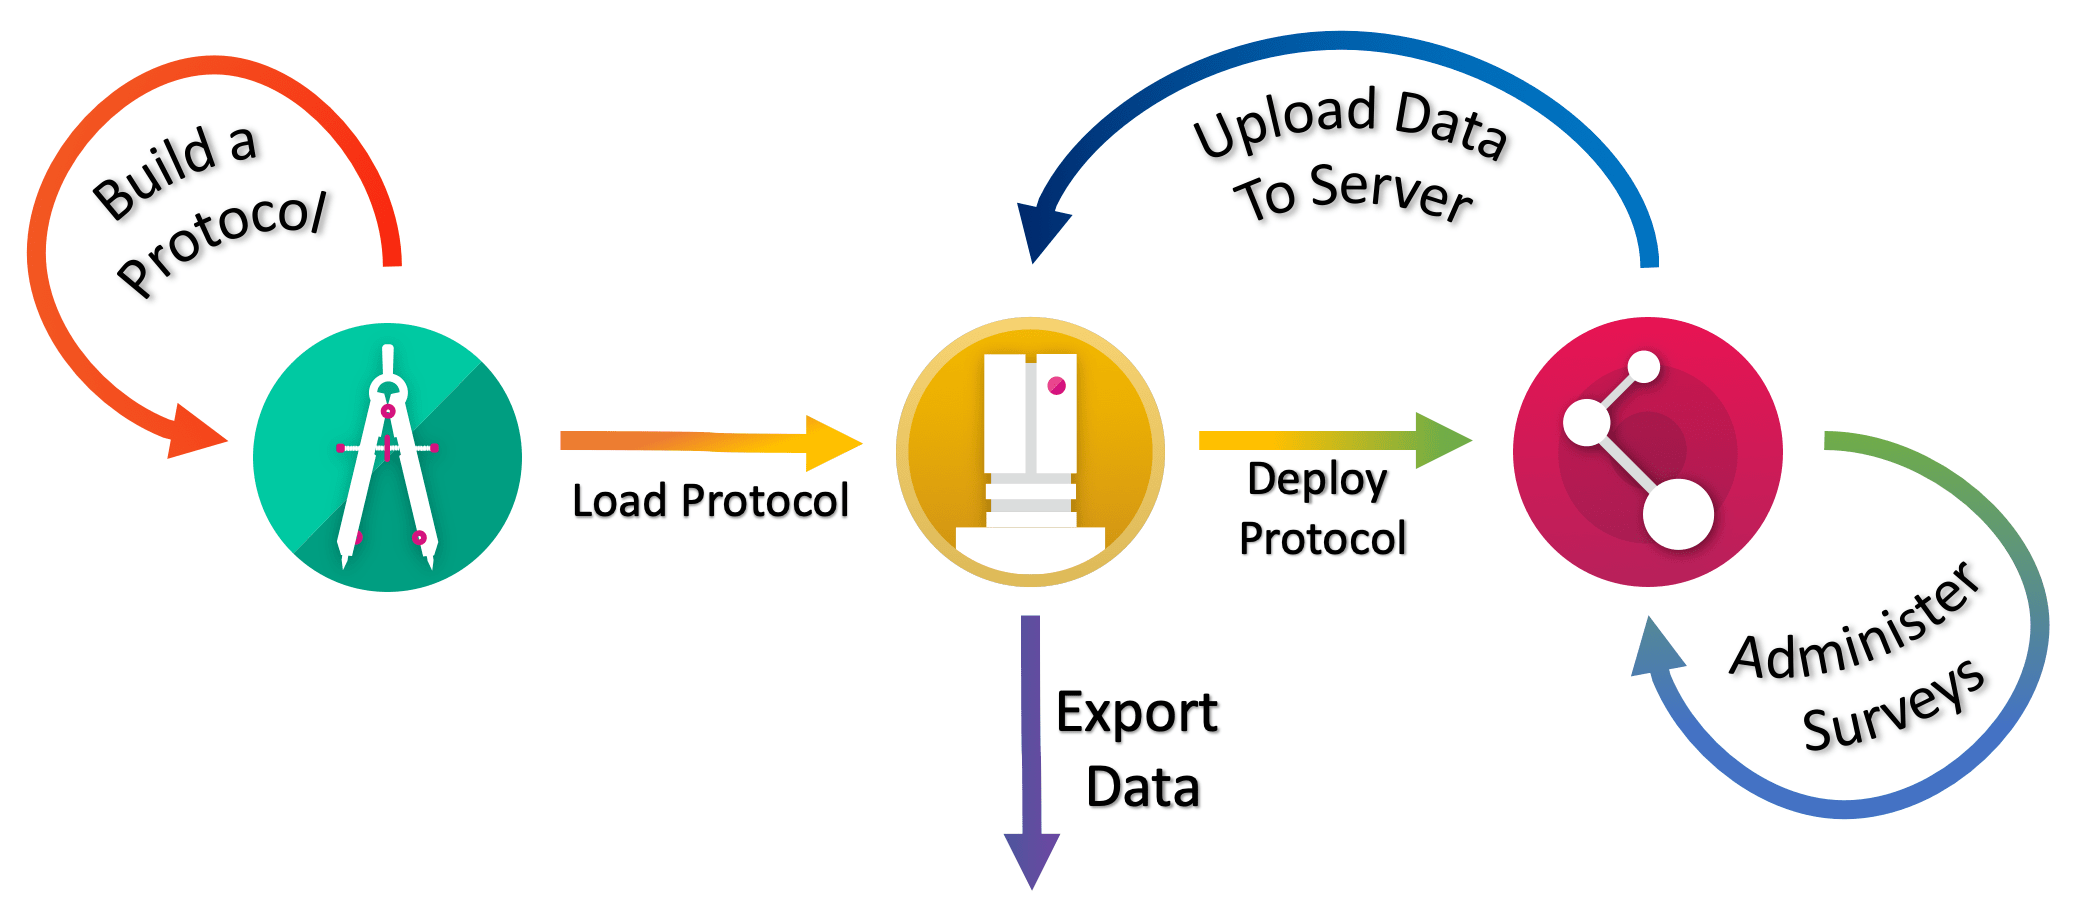 Build a
Protocol
Upload Data
To Server
Load Protocol
Deploy
Protocol
Administer
Surveys
Export
Data